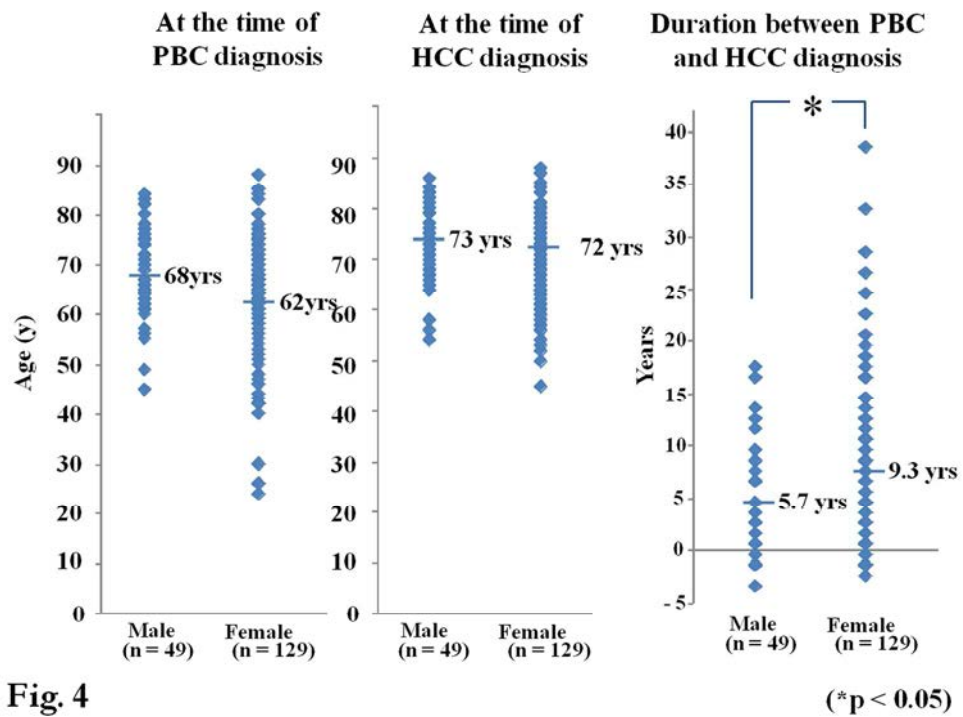 At the time of
PBC diagnosis
At the time of
HCC diagnosis
Duration between PBC
and HCC diagnosis
Age (y)
90
80
70
60
50
40
30
20
10
0
68yrs
62yrs
Male
(n = 49)
Female
(n = 129)
90
80
70
60
50
40
30
20
10
0
73 yrs
72 yrs
Male
(n = 49)
Female
(n = 129)
*
Years
40
35
30
25
20
15
10
5
0
-5
5.7 yrs
9.3 yrs
Male
(n = 49)
Female
(n = 129)
Fig. 4
(*p < 0.05)